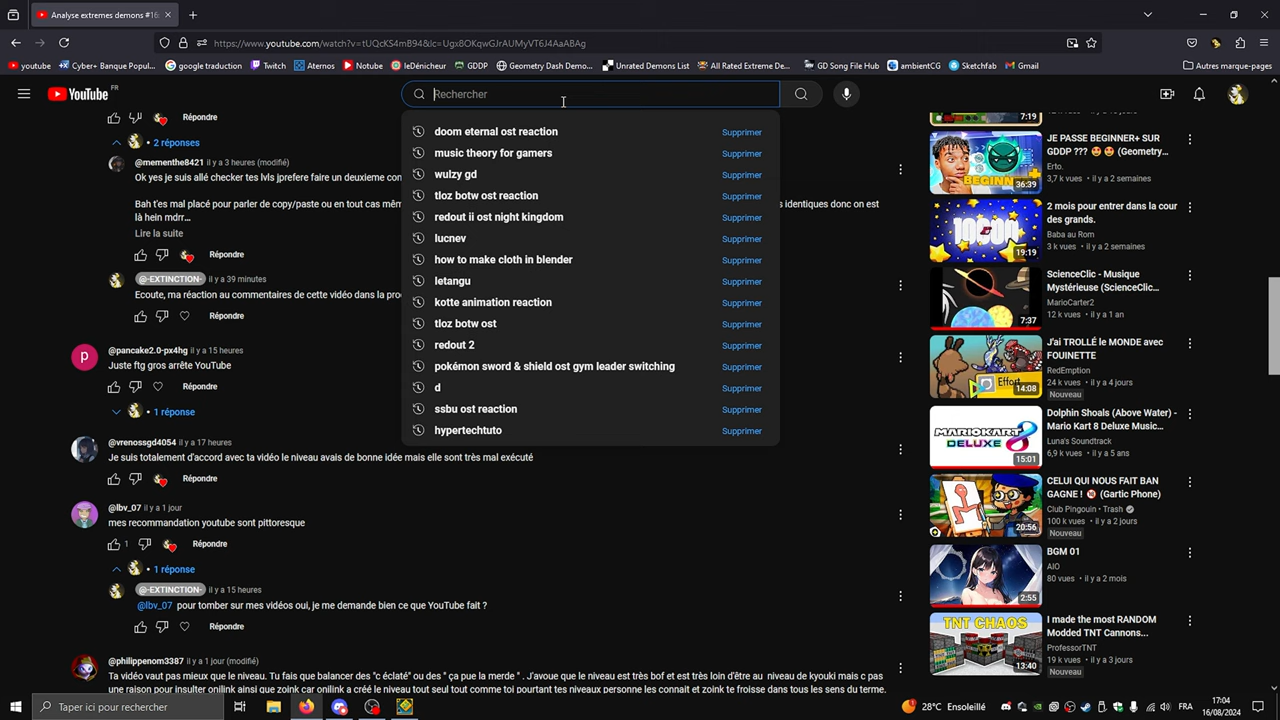 Analyse extremes demons #16
https://www.youtube.com/watch?v=tUQcKS4mB94&lc=Ugx8OKqwGJrAUMyVT6J4AaABAg
youtube
Cyber+ Banque Popul...
google traduction
Twitch
Aternos
Notube
leDénicheur
GDDP
Geometry Dash Demo...
Unrated Demons List
All Rated Extreme De...
GD Song File Hub
ambientCG
Sketchfab
Gmail
Autres marque-pages
YouTube FR
Rechercher
doom eternal ost reaction Supprimer
music theory for gamers Supprimer
wulzy gd Supprimer
tloz botw ost reaction Supprimer
redout ii ost night kingdom Supprimer
lucnev Supprimer
how to make cloth in blender Supprimer
letangu Supprimer
kotte animation reaction Supprimer
tloz botw ost Supprimer
redout 2 Supprimer
pokémon sword & shield ost gym leader switching Supprimer
d Supprimer
ssbu ost reaction Supprimer
hypertechtuto Supprimer
Répondre
2 réponses
@mementhe8421 il y a 3 heures (modifié)
Ok yes je suis allé checker tes lvls jprefere faire un deuxieme con
Bah t'es mal placé pour parler de copy/paste ou en tout cas mêm
identiques donc on est
là hein mdrr...
Lire la suite
Répondre
@-EXTINCTION- il y a 39 minutes
Ecoute, ma réaction au commentaires de cette vidéo dans la proc
Répondre
p
@pancake2.0-px4hg il y a 15 heures
Juste ftg gros arrête YouTube
Répondre
1 réponse
@vrenossgd4054 il y a 17 heures
Je suis totalement d'accord avec ta vidéo le niveau avais de bonne idée mais elle sont très mal exécuté
Répondre
@lbv_07 il y a 1 jour
mes recommandation youtube sont pittoresque
1 Répondre
1 réponse
@-EXTINCTION- il y a 15 heures
@lbv_07 pour tomber sur mes vidéos oui, je me demande bien ce que YouTube fait ?
Répondre
@philippenom3387 il y a 1 jour (modifié)
Ta vidéo vaut pas mieux que le niveau. Tu fais que balancer des "c éclaté" ou des " ça pue la merde " . J'avoue que le niveau est très bof et est très loin d'être au niveau de kyouki mais c pas
une raison pour insulter onilink ainsi que zoink car onilink a créé le niveau tout seul tout comme toi pourtant tes niveaux personne les connait et zoink te froisse dans tous les sens du terme.
7:19
BEGINN
36:39
JE PASSE BEGINNER+ SUR
GDDP ??? 🤩 🤩 (Geometry...
Erto.
3,7 k vues • il y a 2 semaines
19:19
2 mois pour entrer dans la cour
des grands.
Baba au Rom
3 k vues • il y a 2 semaines
7:37
ScienceClic - Musique
Mystérieuse (ScienceClic...
MarioCarter2
12 k vues • il y a 1 an
Effort
14:08
J'ai TROLLÉ le MONDE avec
FOUINETTE
RedEmption
24 k vues • il y a 4 jours
Nouveau
MARIOKART 8
DELUXE
15:01
Dolphin Shoals (Above Water) -
Mario Kart 8 Deluxe Music...
Luna's Soundtrack
6,9 k vues • il y a 5 ans
20:56
CELUI QUI NOUS FAIT BAN
GAGNE ! 🔞 (Gartic Phone)
Club Pingouin • Trash
100 k vues • il y a 2 jours
Nouveau
2:55
BGM 01
AIO
80 vues • il y a 2 mois
TNT CHAOS
13:40
I made the most RANDOM
Modded TNT Cannons...
ProfessorTNT
19 k vues • il y a 3 jours
Nouveau
Taper ici pour rechercher
28°C Ensoleillé
FRA
17:04
16/08/2024